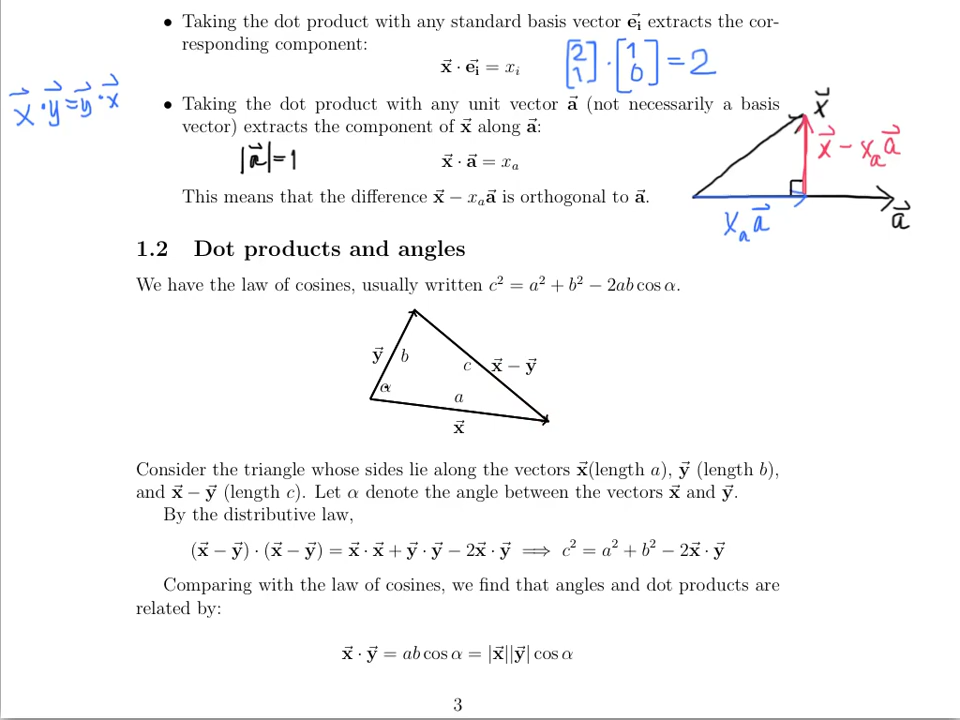 • Taking the dot product with any standard basis vector e⃗ᵢ extracts the cor-
responding component:
x⃗ · e⃗ᵢ = xᵢ
[2 1] · [1 0] = 2
x⃗ · y⃗ = y⃗ · x⃗
• Taking the dot product with any unit vector a⃗ (not necessarily a basis
vector) extracts the component of x⃗ along a⃗:
|a⃗| = 1
x⃗ · a⃗ = xₐ
This means that the difference x⃗ − xₐa⃗ is orthogonal to a⃗.
x⃗
x⃗ − xₐa⃗
xₐa⃗
a⃗
1.2 Dot products and angles
We have the law of cosines, usually written c² = a² + b² − 2ab cos α.
y⃗ b
c x⃗ − y⃗
α
a
x⃗
Consider the triangle whose sides lie along the vectors x⃗(length a), y⃗ (length b),
and x⃗ − y⃗ (length c). Let α denote the angle between the vectors x⃗ and y⃗.
By the distributive law,
(x⃗ − y⃗) · (x⃗ − y⃗) = x⃗ · x⃗ + y⃗ · y⃗ − 2x⃗ · y⃗ ⟹ c² = a² + b² − 2x⃗ · y⃗
Comparing with the law of cosines, we find that angles and dot products are
related by:
x⃗ · y⃗ = ab cos α = |x⃗||y⃗| cos α
3